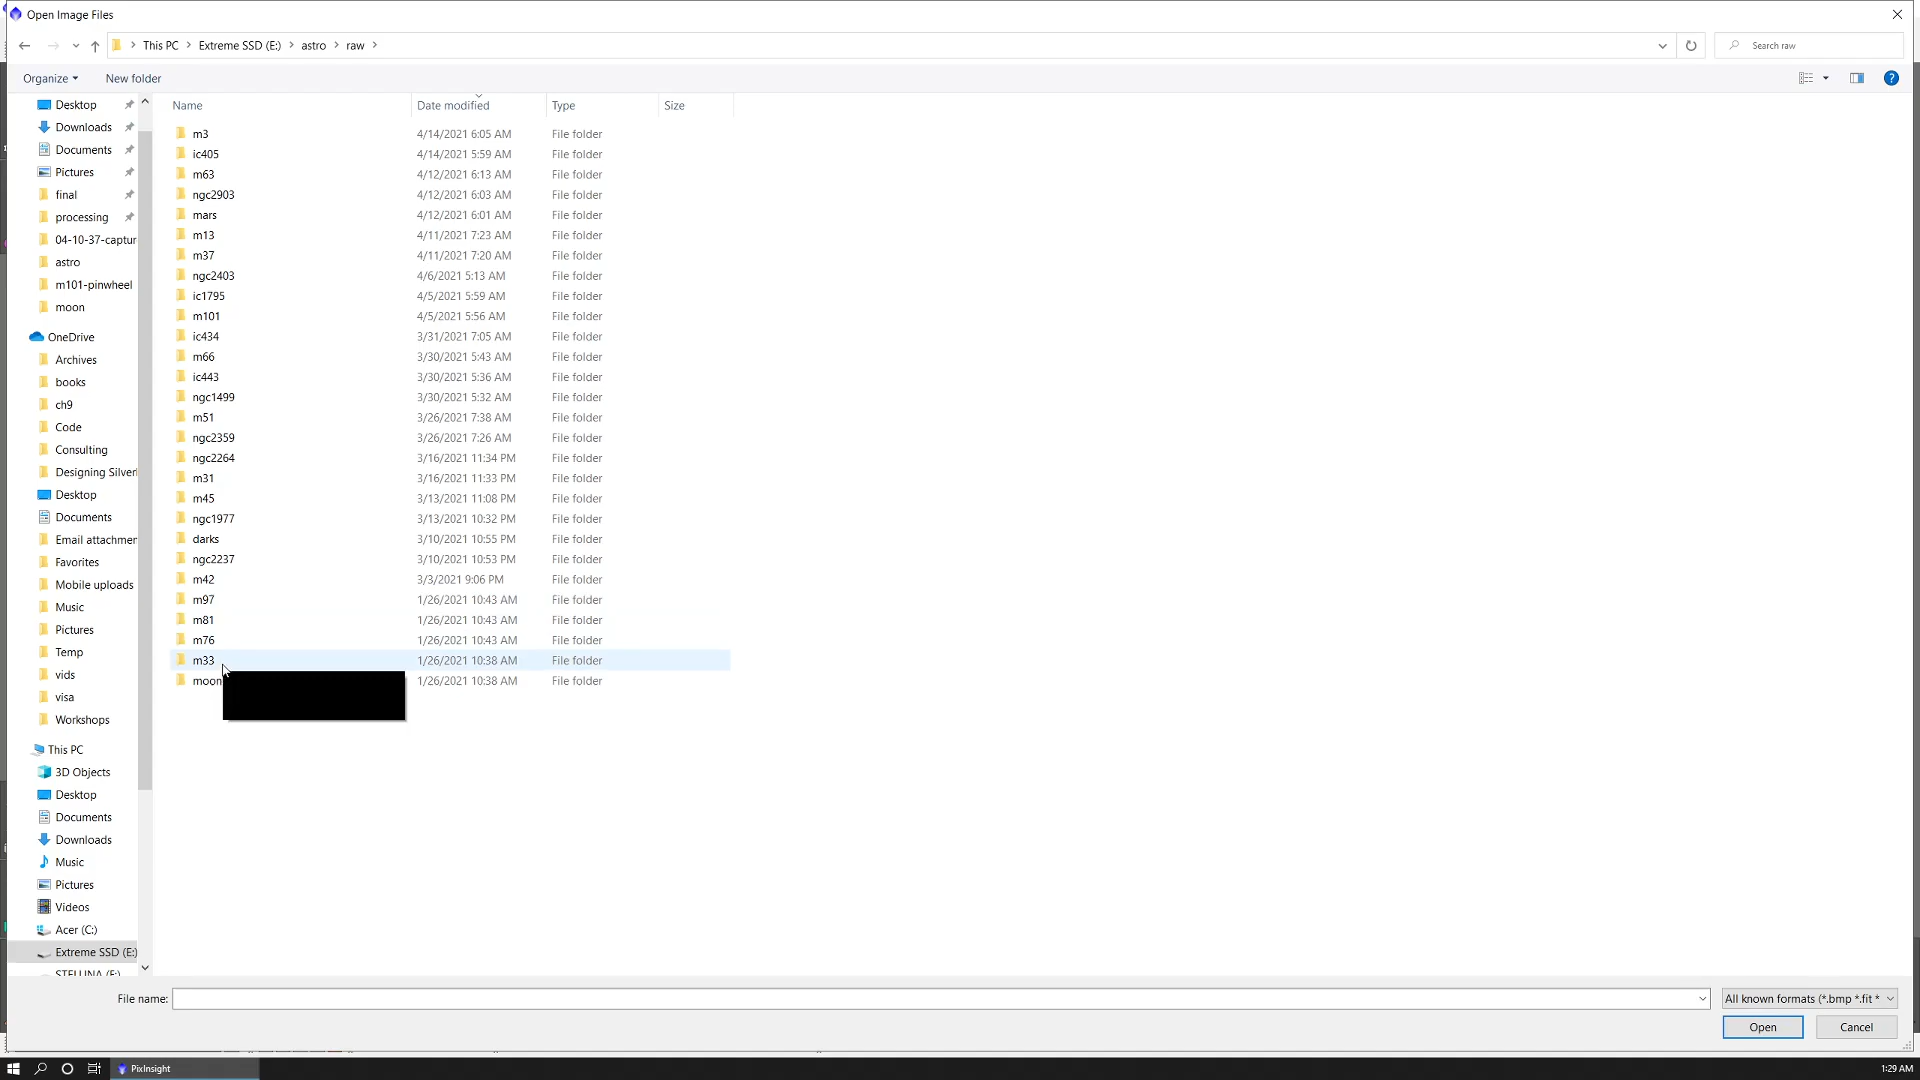 Open Image Files
This PC > Extreme SSD (E:) > astro > raw >
Search raw
Organize
New folder
Name
Date modified
Type
Size
Desktop
Downloads
Documents
Pictures
final
processing
04-10-37-captur
astro
m101-pinwheel
moon
OneDrive
Archives
books
ch9
Code
Consulting
Designing Silverl
Desktop
Documents
Email attachmen
Favorites
Mobile uploads
Music
Pictures
Temp
vids
visa
Workshops
This PC
3D Objects
Desktop
Documents
Downloads
Music
Pictures
Videos
Acer (C:)
Extreme SSD (E:)
STELLINA (F:)
m3 4/14/2021 6:05 AM File folder
ic405 4/14/2021 5:59 AM File folder
m63 4/12/2021 6:13 AM File folder
ngc2903 4/12/2021 6:03 AM File folder
mars 4/12/2021 6:01 AM File folder
m13 4/11/2021 7:23 AM File folder
m37 4/11/2021 7:20 AM File folder
ngc2403 4/6/2021 5:13 AM File folder
ic1795 4/5/2021 5:59 AM File folder
m101 4/5/2021 5:56 AM File folder
ic434 3/31/2021 7:05 AM File folder
m66 3/30/2021 5:43 AM File folder
ic443 3/30/2021 5:36 AM File folder
ngc1499 3/30/2021 5:32 AM File folder
m51 3/26/2021 7:38 AM File folder
ngc2359 3/26/2021 7:26 AM File folder
ngc2264 3/16/2021 11:34 PM File folder
m31 3/16/2021 11:33 PM File folder
m45 3/13/2021 11:08 PM File folder
ngc1977 3/13/2021 10:32 PM File folder
darks 3/10/2021 10:55 PM File folder
ngc2237 3/10/2021 10:53 PM File folder
m42 3/3/2021 9:06 PM File folder
m97 1/26/2021 10:43 AM File folder
m81 1/26/2021 10:43 AM File folder
m76 1/26/2021 10:43 AM File folder
m33 1/26/2021 10:38 AM File folder
moon 1/26/2021 10:38 AM File folder
File name:
All known formats (*.bmp *.fit *
Open
Cancel
PixInsight
1:29 AM